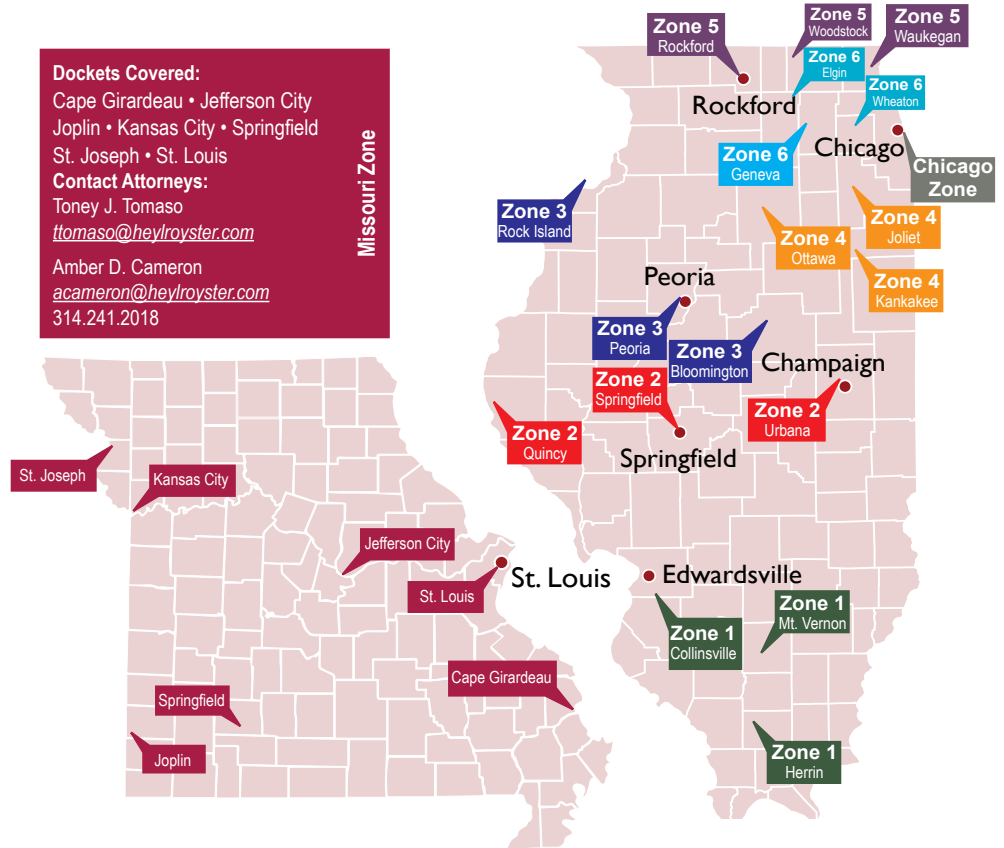 Dockets Covered:
Cape Girardeau • Jefferson City
Joplin • Kansas City • Springfield
St. Joseph • St. Louis
Contact Attorneys:
Toney J. Tomaso
ttomaso@heylroyster.com
Amber D. Cameron
acameron@heylroyster.com
314.241.2018
Missouri Zone
Zone 5
Rockford
Zone 5
Woodstock
Zone 5
Waukegan
Zone 6
Elgin
Zone 6
Wheaton
Rockford
Chicago
Zone 6
Geneva
Chicago
Zone
Zone 3
Rock Island
Zone 4
Ottawa
Zone 4
Joliet
Zone 4
Kankakee
Peoria
Zone 3
Peoria
Zone 3
Bloomington
Champaign
Zone 2
Springfield
Zone 2
Urbana
Zone 2
Quincy
Springfield
St. Joseph
Kansas City
Jefferson City
St. Louis
St. Louis
Edwardsville
Zone 1
Collinsville
Zone 1
Mt. Vernon
Cape Girardeau
Springfield
Joplin
Zone 1
Herrin